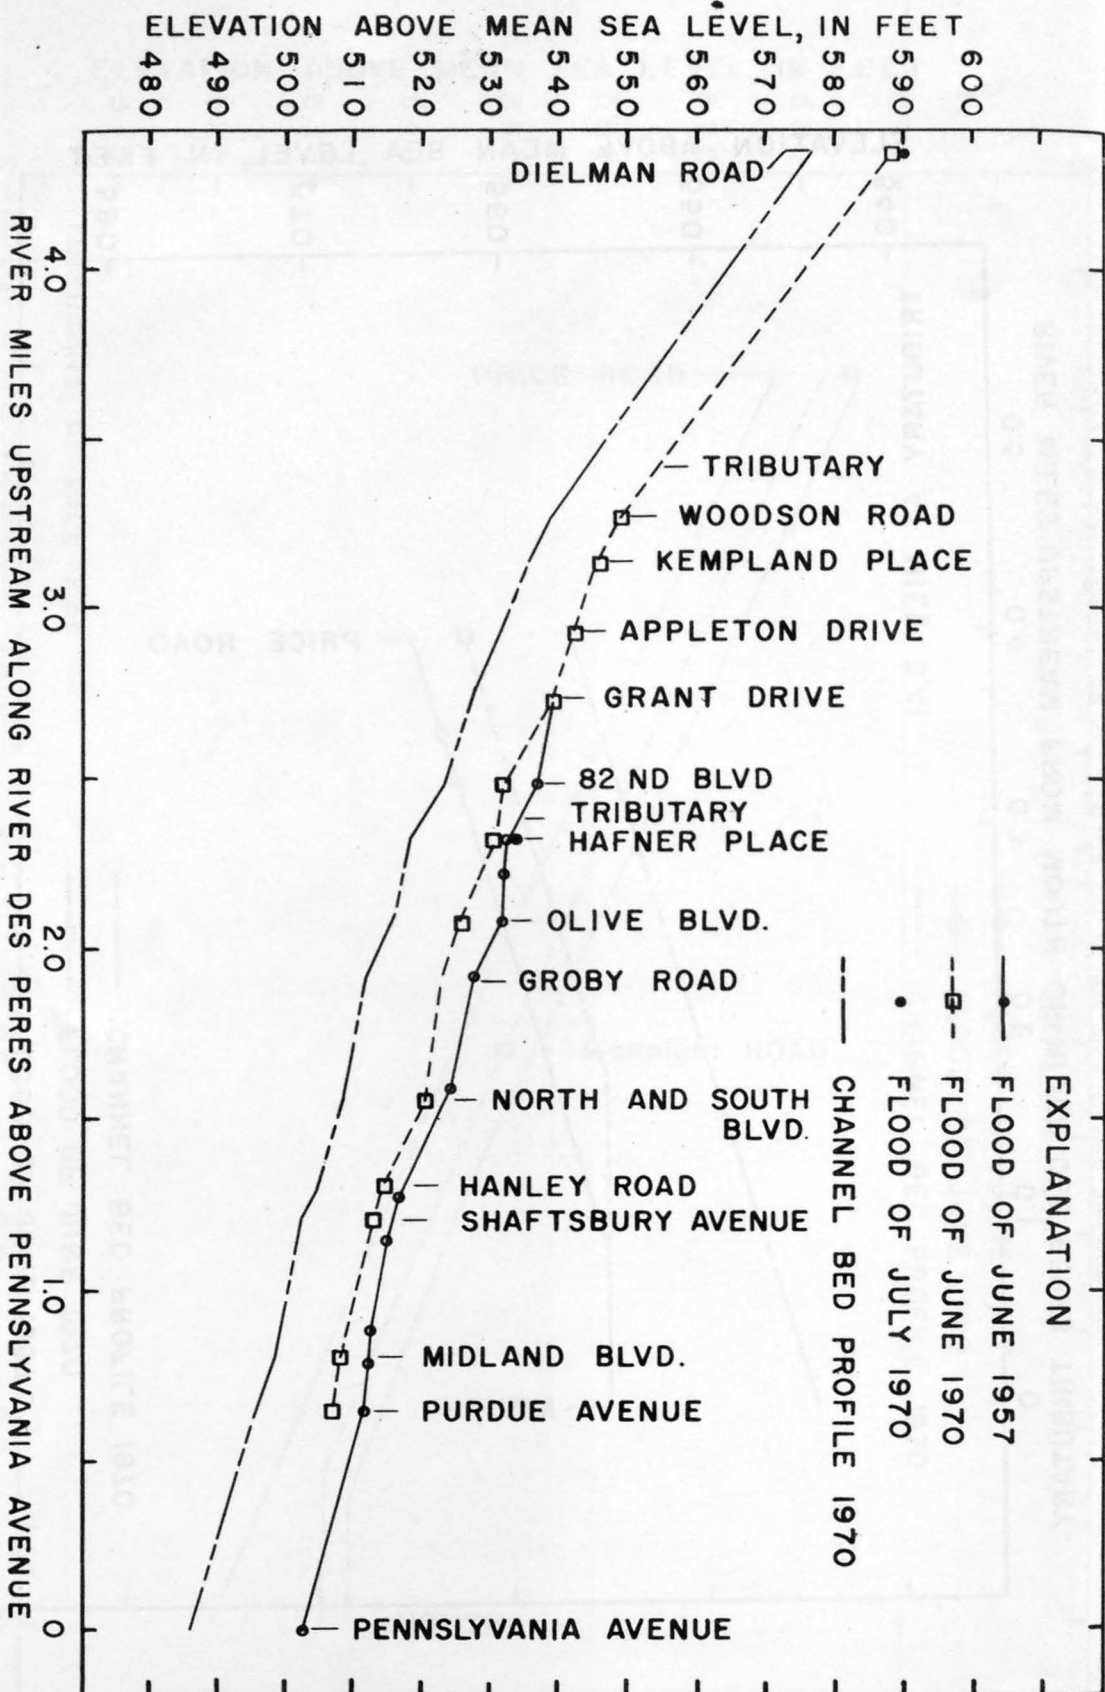 ELEVATION ABOVE MEAN SEA LEVEL, IN FEET
480
490
500
510
520
530
540
550
560
570
580
590
600
DIELMAN ROAD
TRIBUTARY
WOODSON ROAD
KEMPLAND PLACE
APPLETON DRIVE
GRANT DRIVE
82 ND BLVD
TRIBUTARY
HAFNER PLACE
OLIVE BLVD.
GROBY ROAD
NORTH AND SOUTH
BLVD.
HANLEY ROAD
SHAFTSBURY AVENUE
MIDLAND BLVD.
PURDUE AVENUE
PENNSLYVANIA AVENUE
EXPLANATION
FLOOD OF JUNE 1957
FLOOD OF JUNE 1970
FLOOD OF JULY 1970
CHANNEL BED PROFILE 1970
4.0
3.0
2.0
1.0
0
RIVER MILES UPSTREAM ALONG RIVER DES PERES ABOVE PENNSLYVANIA AVENUE